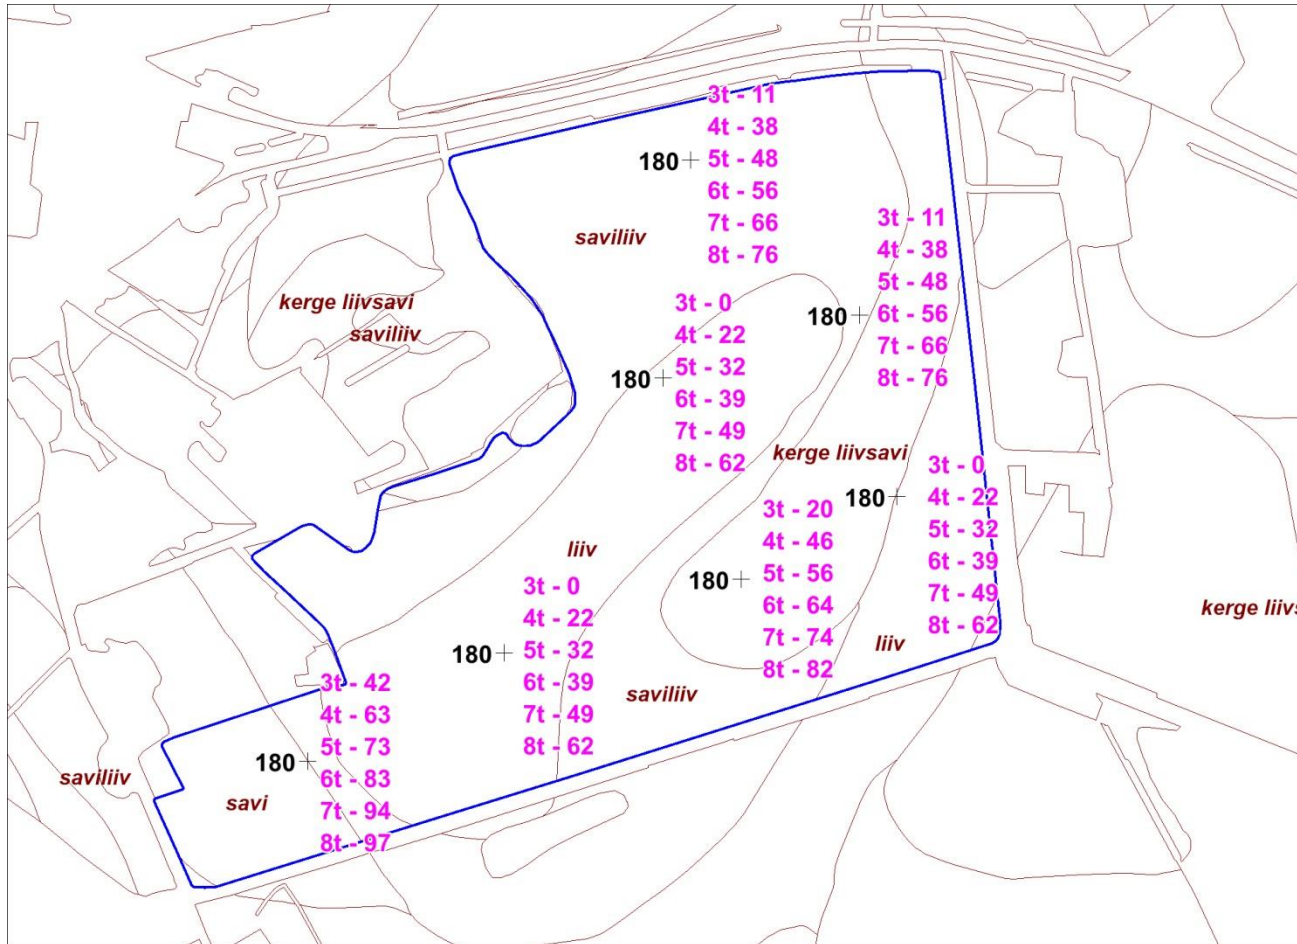 3t - 11
4t - 38
180
5t - 48
6t - 56
7t - 66
8t - 76
saviliiv
3t - 11
4t - 38
5t - 48
180
6t - 56
7t - 66
8t - 76
kerge liivsavi
saviliiv
3t - 0
4t - 22
180
5t - 32
6t - 39
7t - 49
8t - 62
kerge liivsavi
3t - 0
180
4t - 22
5t - 32
6t - 39
7t - 49
8t - 62
3t - 20
4t - 46
5t - 56
180
6t - 64
7t - 74
8t - 82
liiv
liiv
kerge liivs
3t - 0
4t - 22
180
5t - 32
6t - 39
7t - 49
8t - 62
saviliiv
3t - 42
4t - 63
5t - 73
180
6t - 83
7t - 94
8t - 97
saviliiv
savi